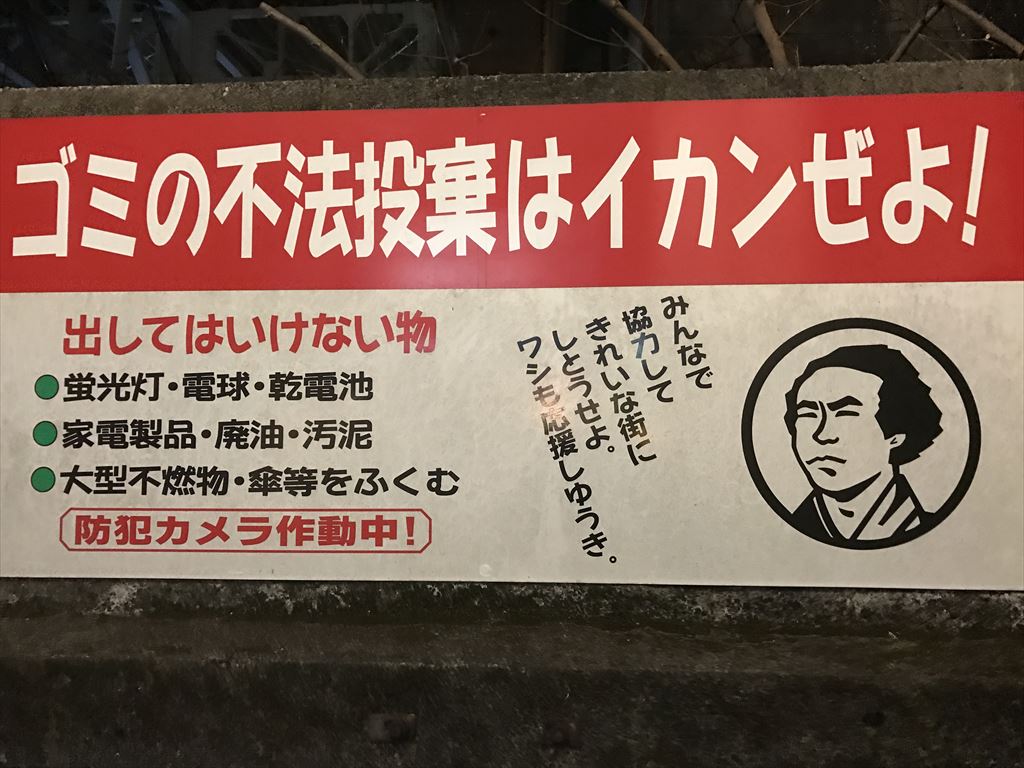 ゴミの不法投棄はイカンぜよ!
出してはいけない物
●蛍光灯・電球・乾電池
●家電製品・廃油・汚泥
●大型不燃物・傘等をふくむ
防犯カメラ作動中!
みんなで
協力して
きれいな街に
しとうせよ。
ワシも応援しゆうき。